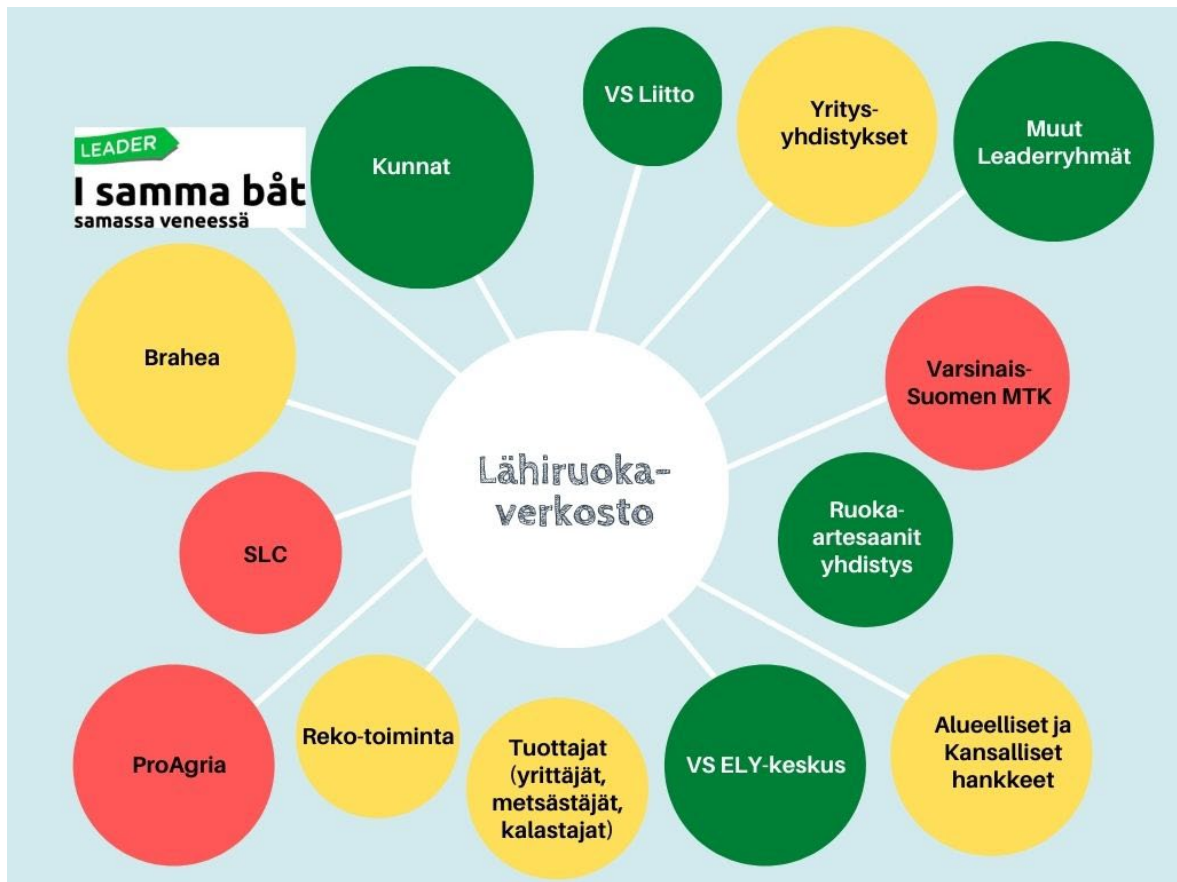 LEADER
I samma båt
samassa veneessä
Kunnat
VS Liitto
Yritys-
yhdistykset
Muut
Leaderryhmät
Brahea
Varsinais-
Suomen MTK
Lähiruoka-
verkosto
SLC
Ruoka-
artesaanit
yhdistys
ProAgria
Reko-toiminta
Tuottajat
(yrittäjät,
metsästäjät,
kalastajat)
VS ELY-keskus
Alueelliset ja
Kansalliset
hankkeet